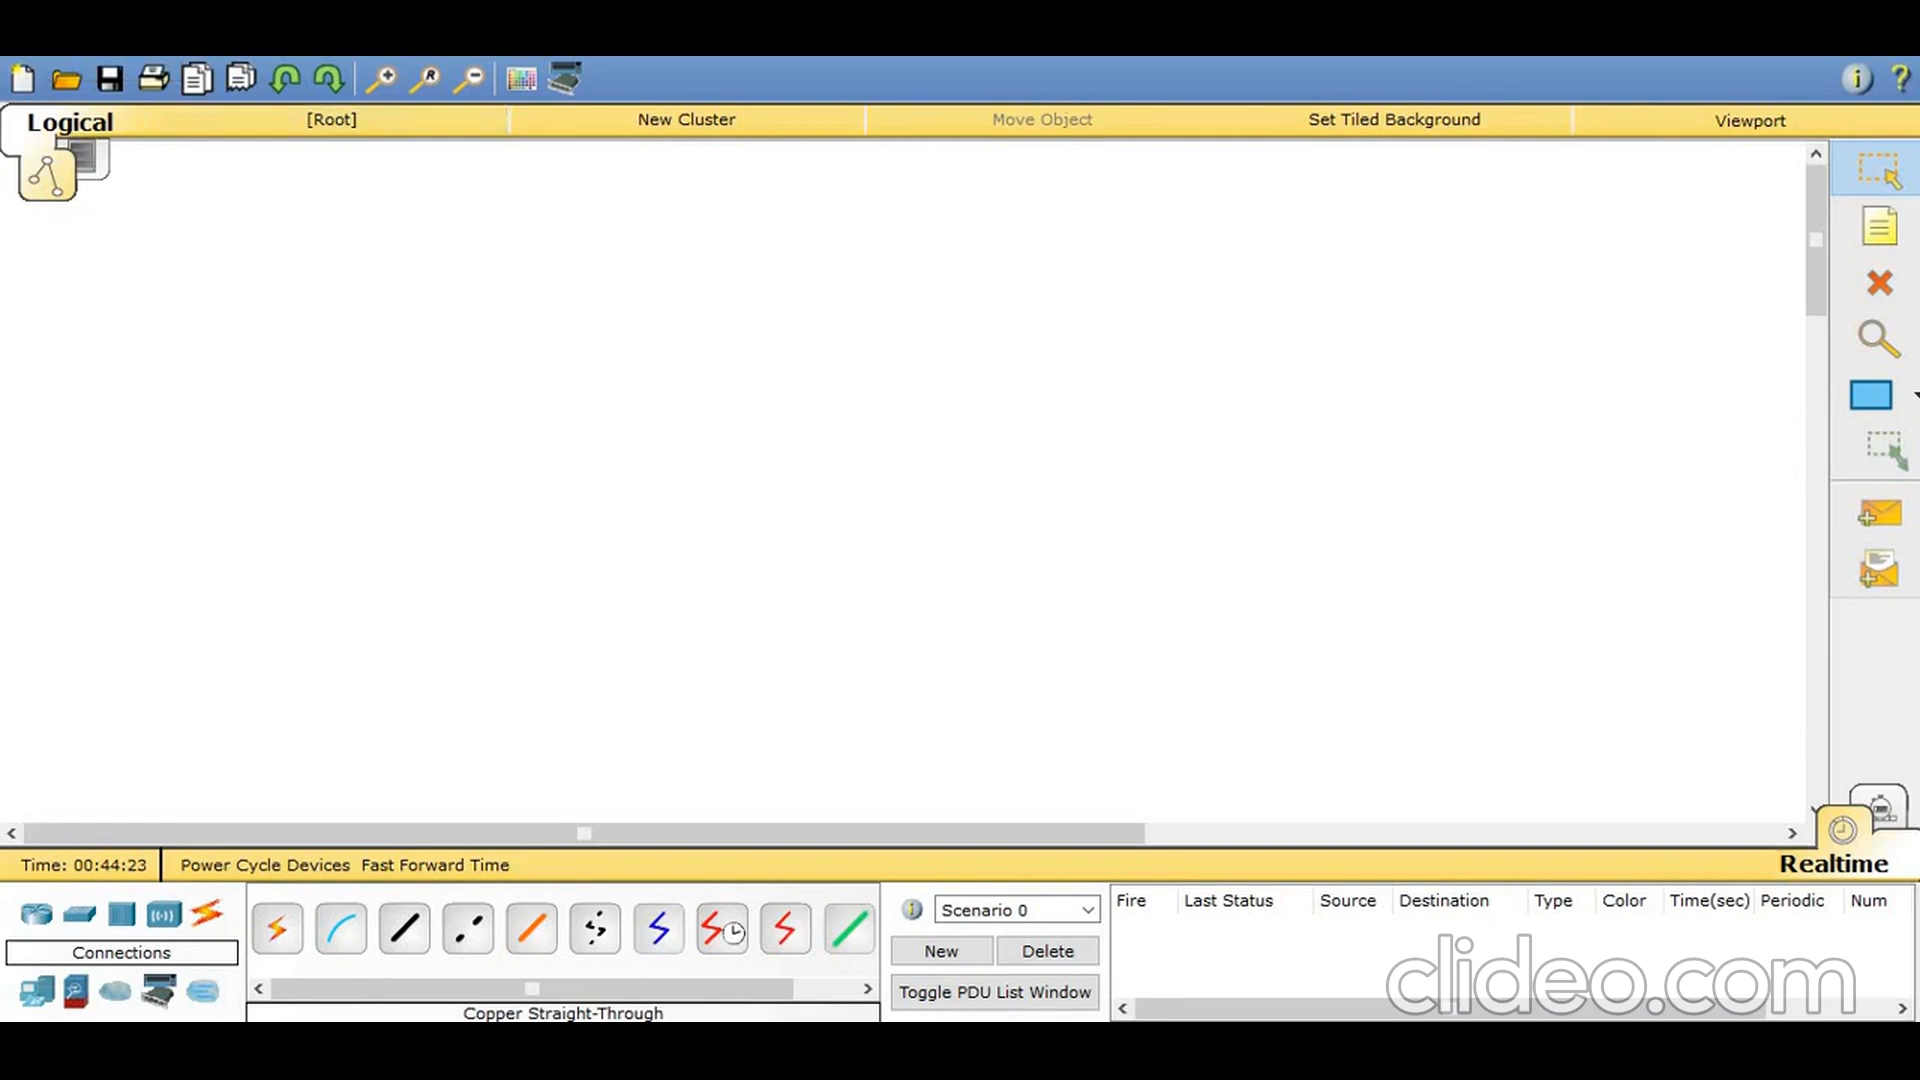 Logical [Root] New Cluster Move Object Set Tiled Background Viewport
Time: 00:44:23 Power Cycle Devices Fast Forward Time Realtime
Fire Last Status Source Destination Type Color Time(sec) Periodic Num
Scenario 0
Connections New Delete
Toggle PDU List Window
Copper Straight-Through
clideo.com